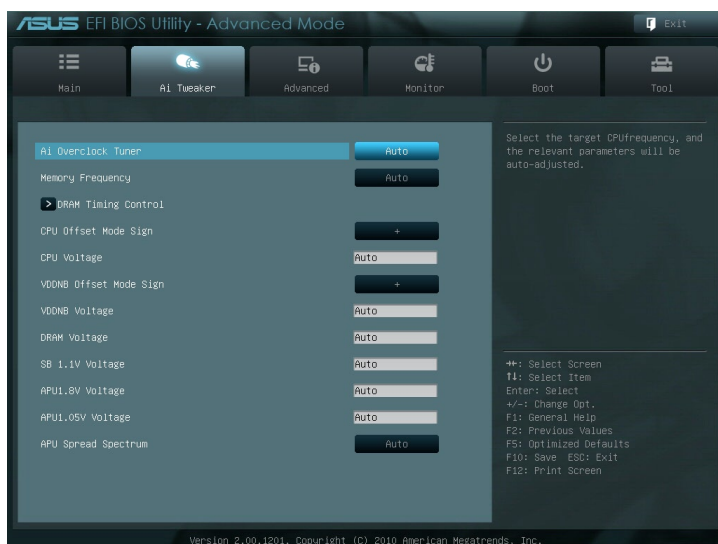 ASUS EFI BIOS Utility - Advanced Mode
Exit
Main
Ai Tweaker
Advanced
Monitor
Boot
Tool
Ai Overclock Tuner Auto
Memory Frequency Auto
> DRAM Timing Control
CPU Offset Mode Sign +
CPU Voltage Auto
VDDNB Offset Mode Sign +
VDDNB Voltage Auto
DRAM Voltage Auto
SB 1.1V Voltage Auto
APU1.8V Voltage Auto
APU1.05V Voltage Auto
APU Spread Spectrum Auto
Select the target CPUfrequency, and
the relevant parameters will be
auto-adjusted.
→←: Select Screen
↑↓: Select Item
Enter: Select
+/-: Change Opt.
F1: General Help
F2: Previous Values
F5: Optimized Defaults
F10: Save ESC: Exit
F12: Print Screen
Version 2.00.1201. Copyright (C) 2010 American Megatrends, Inc.